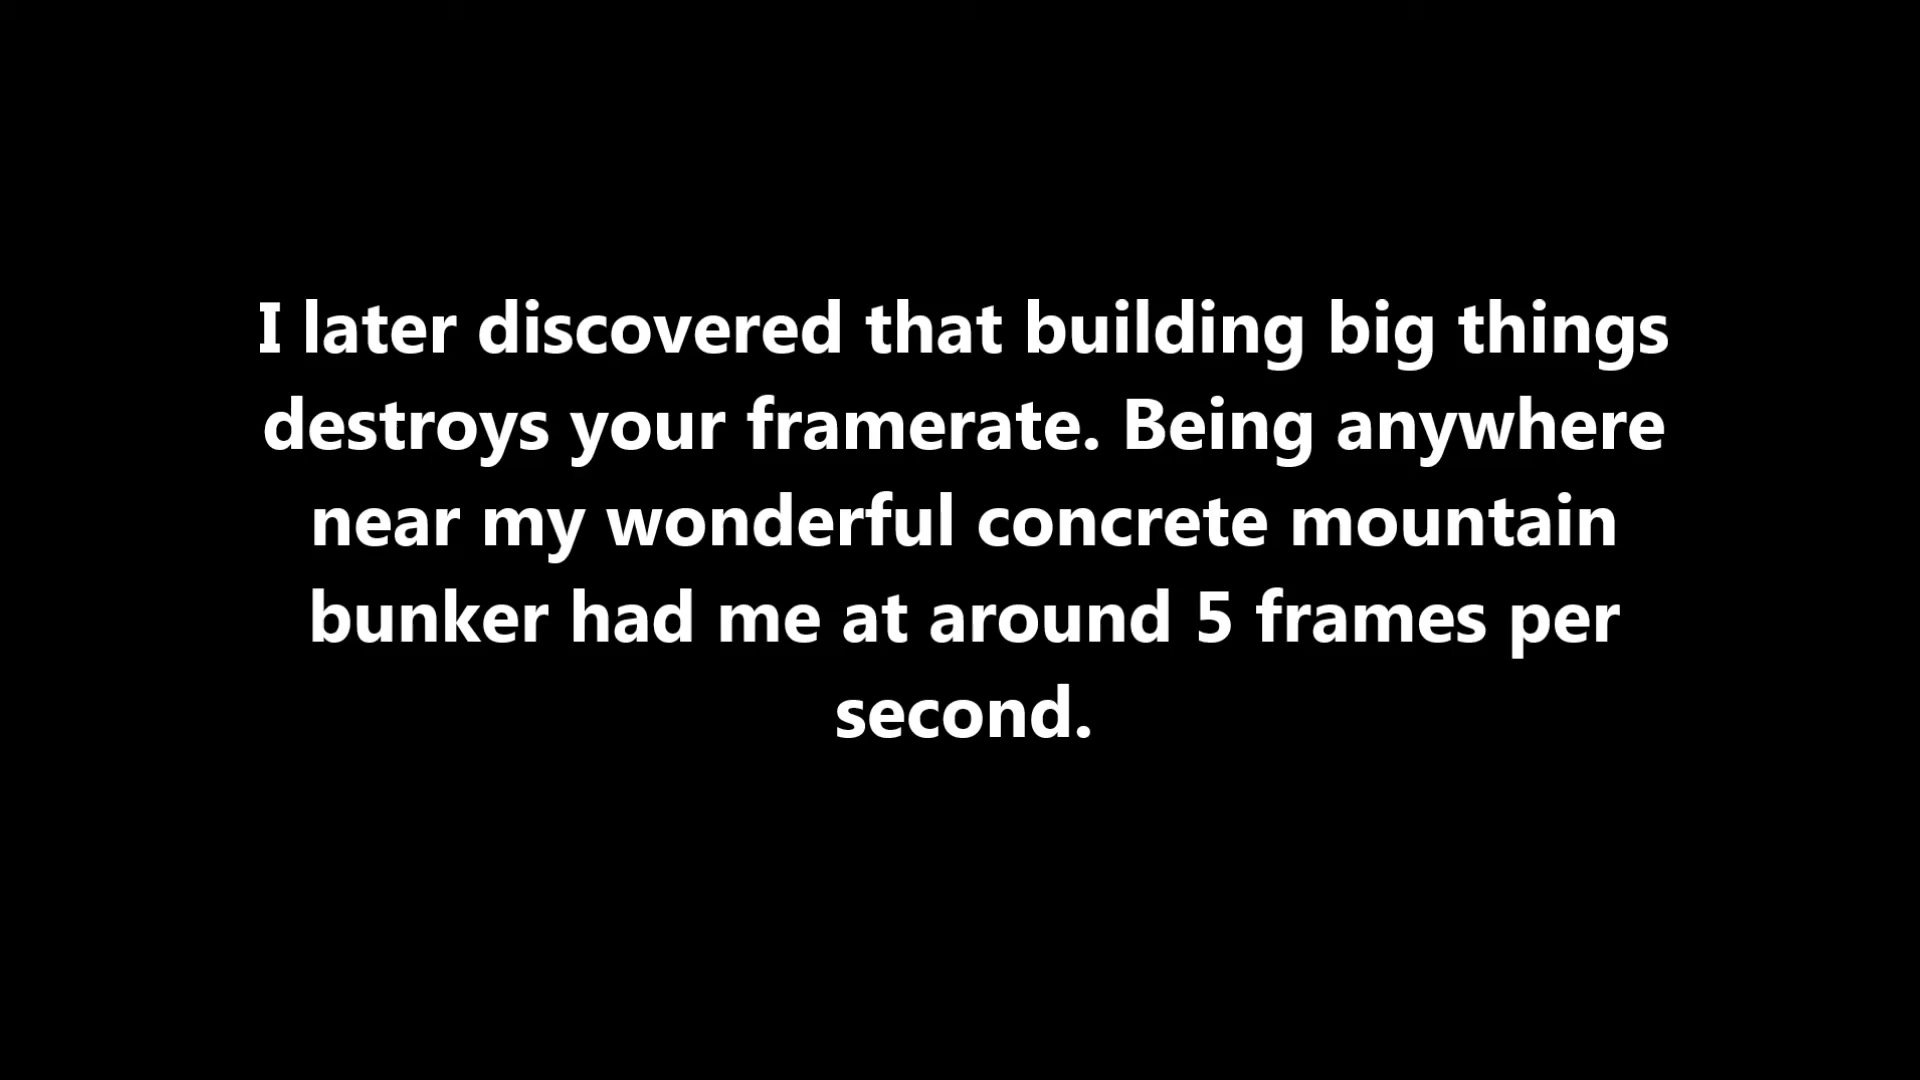 I later discovered that building big things
destroys your framerate. Being anywhere
near my wonderful concrete mountain
bunker had me at around 5 frames per
second.